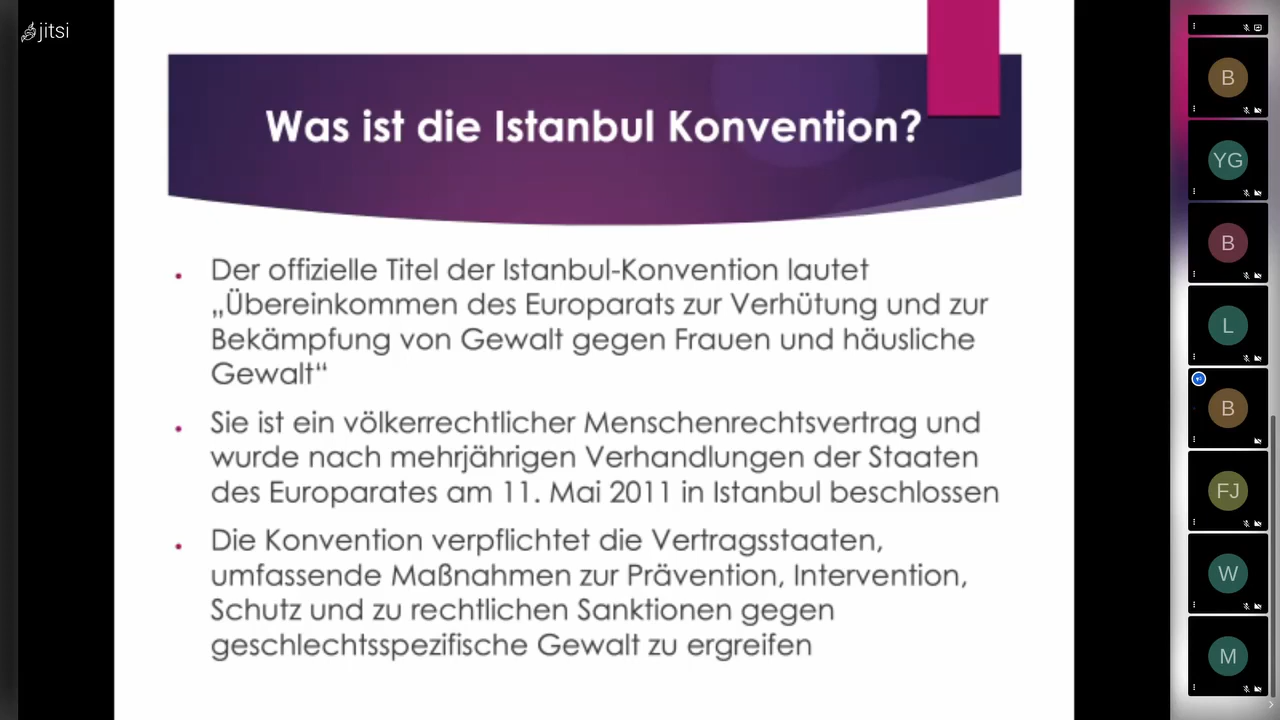 jitsi
Was ist die Istanbul Konvention?
Der offizielle Titel der Istanbul-Konvention lautet
„Übereinkommen des Europarats zur Verhütung und zur
Bekämpfung von Gewalt gegen Frauen und häusliche
Gewalt“
Sie ist ein völkerrechtlicher Menschenrechtsvertrag und
wurde nach mehrjährigen Verhandlungen der Staaten
des Europarates am 11. Mai 2011 in Istanbul beschlossen
Die Konvention verpflichtet die Vertragsstaaten,
umfassende Maßnahmen zur Prävention, Intervention,
Schutz und zu rechtlichen Sanktionen gegen
geschlechtsspezifische Gewalt zu ergreifen
B
YG
B
L
B
FJ
W
M